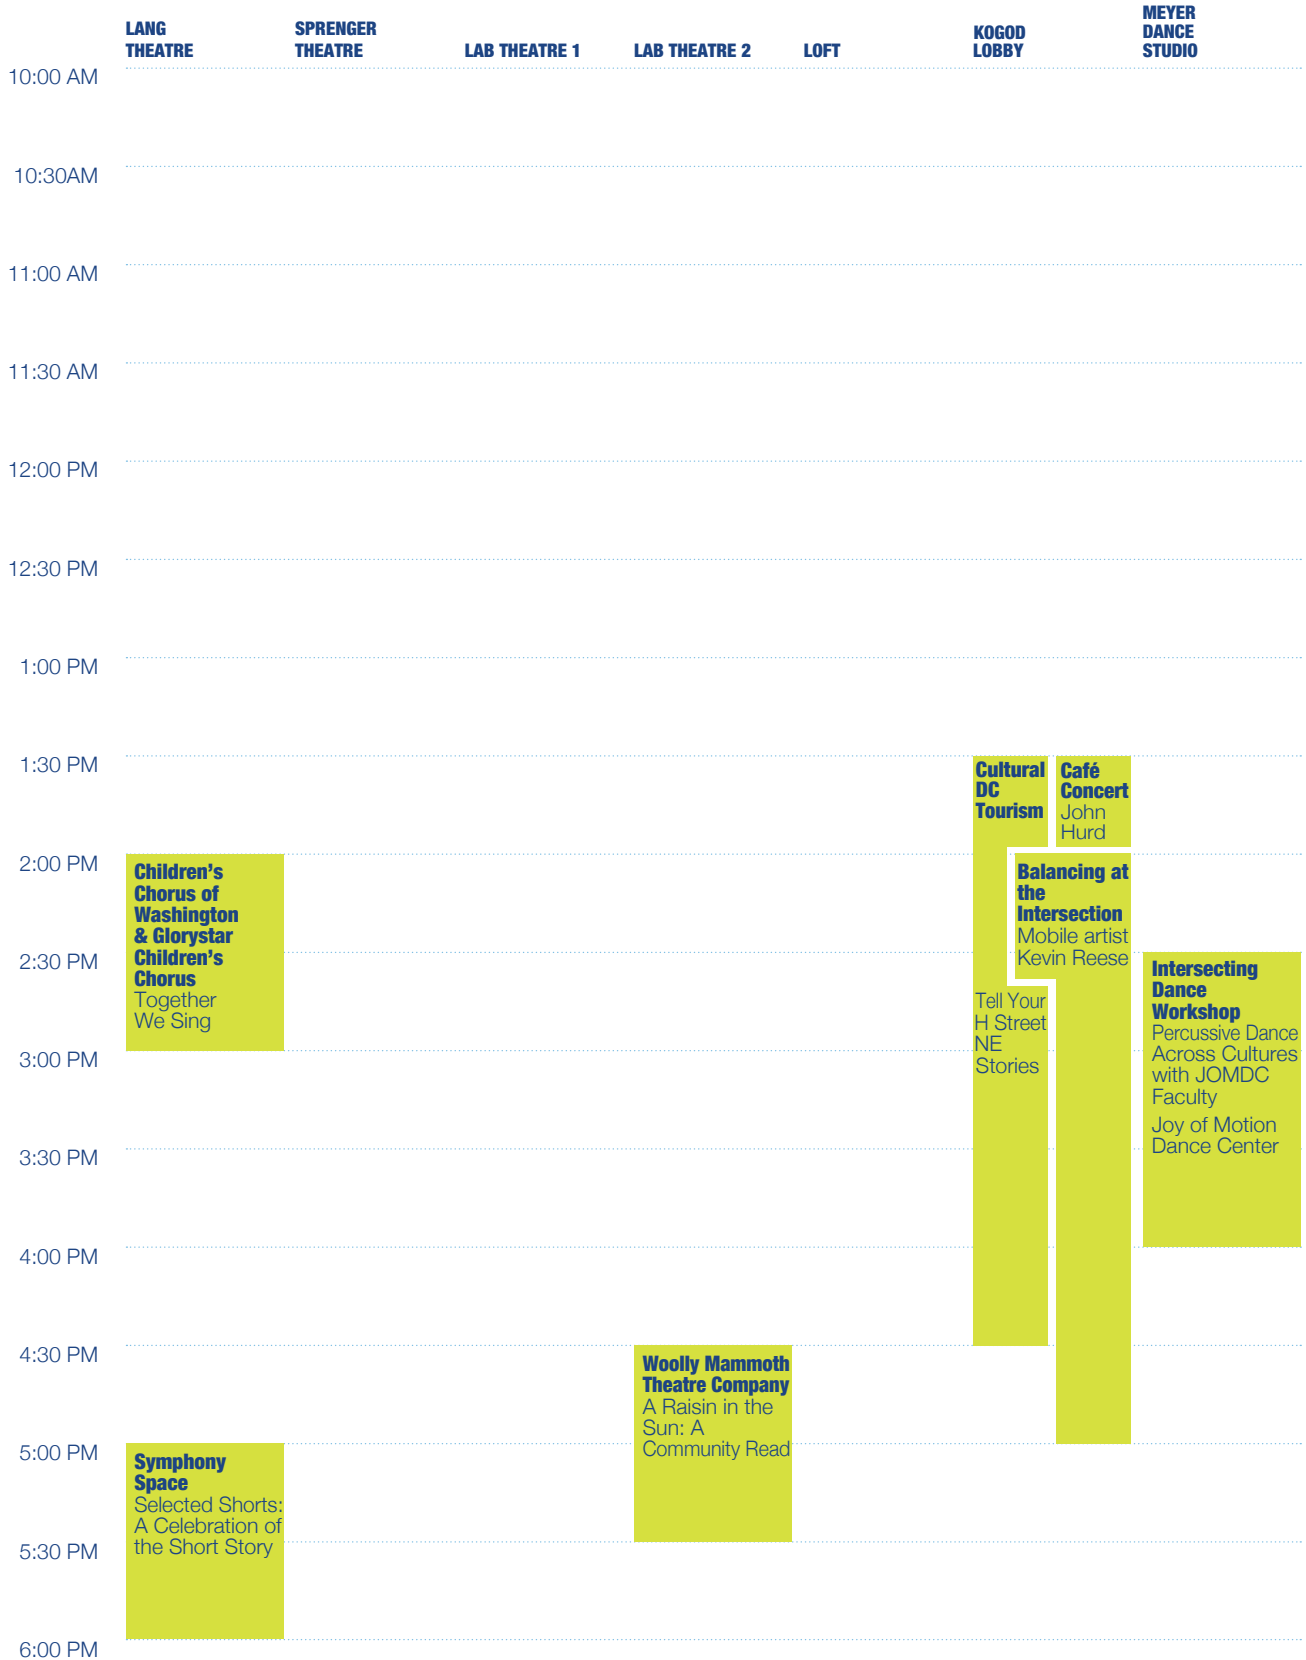 LANG
THEATRE
SPRENGER
THEATRE
LAB THEATRE 1
LAB THEATRE 2
LOFT
KOGOD
LOBBY
MEYER
DANCE
STUDIO
10:00 AM
10:30AM
11:00 AM
11:30 AM
12:00 PM
12:30 PM
1:00 PM
1:30 PM
Cultural
DC
Tourism
Café
Concert
John
Hurd
2:00 PM
Children’s
Chorus of
Washington
& Glorystar
Children’s
Chorus
Together
We Sing
Balancing at
the
Intersection
Mobile artist
Kevin Reese
2:30 PM
Tell Your
H Street
NE
Stories
Intersecting
Dance
Workshop
Percussive Dance
Across Cultures
with JOMDC
Faculty
Joy of Motion
Dance Center
3:00 PM
3:30 PM
4:00 PM
4:30 PM
Woolly Mammoth
Theatre Company
A Raisin in the
Sun: A
Community Read
5:00 PM
Symphony
Space
Selected Shorts:
A Celebration of
the Short Story
5:30 PM
6:00 PM